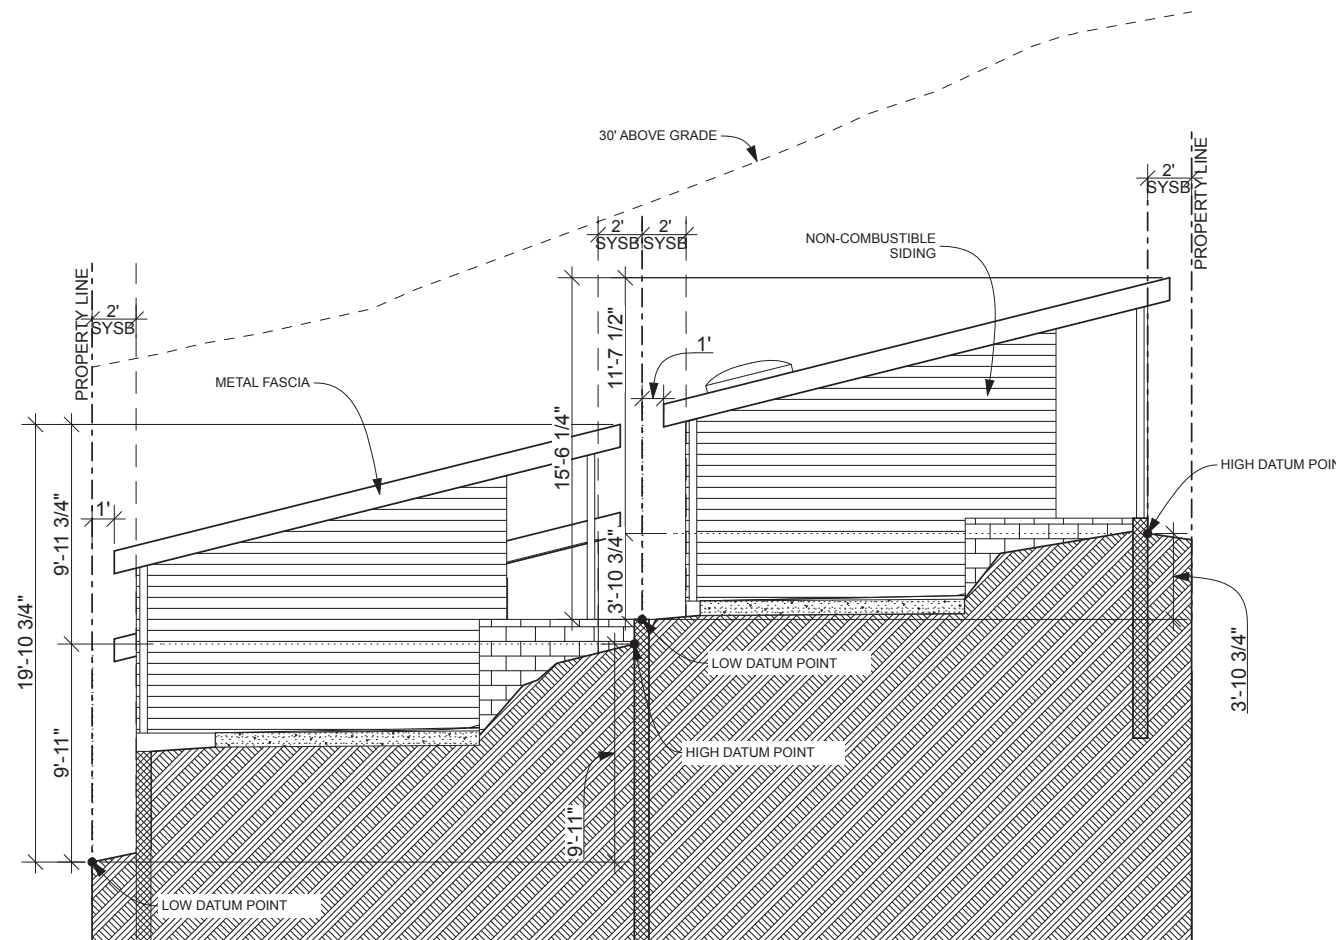 30' ABOVE GRADE
PROPERTY LINE
2'
SYSB
2'
SYSB
2'
SYSB
NON-COMBUSTIBLE
SIDING
PROPERTY LINE
2'
SYSB
METAL FASCIA
11'-7 1/2"
1'
15'-6 1/4"
HIGH DATUM POIN
1'
9'-11 3/4"
19'-10 3/4"
3'-10 3/4"
LOW DATUM POINT
3'-10 3/4"
9'-11"
HIGH DATUM POINT
9'-11"
LOW DATUM POINT